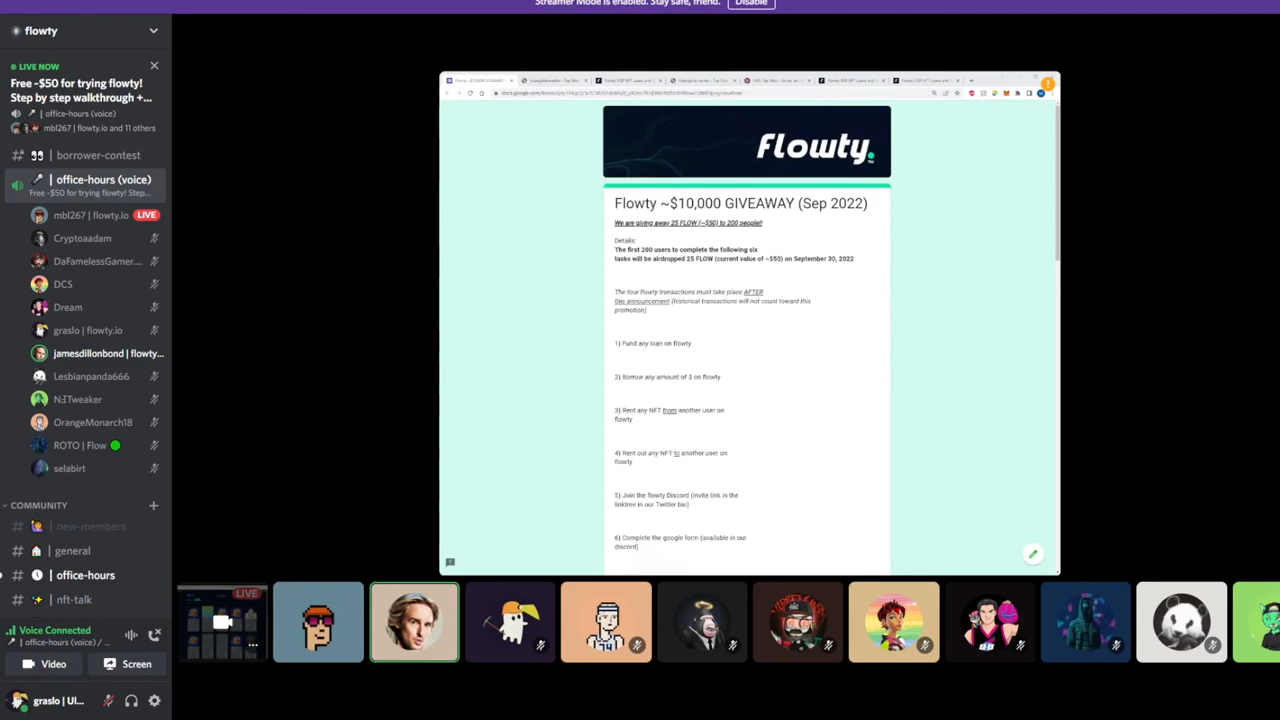 Streamer Mode is enabled. Stay safe, friend.
Disable
flowty
LIVE NOW
Free ~$50 for trying flowty!
office-hours (voice)
mbl267 | flowty.io and 11 others
borrower-contest
office-hours (voice)
Free ~$50 for trying flowty! Step...
mbl267 | flowty.io LIVE
Cryptoaadam
DaFamelessGamer...
DCS
graslo | flowty.io
jamesdillonbond | flowty...
Lesbianpanda666
OrangeMonarch18
ROTO | Flow
selabirt
COMMUNITY
new-members
general
office-hours
nft-talk
Voice Connected
nft-hours (voice) / ...
Video
Screen
graslo | Ul...
flowty.
Flowty ~$10,000 GIVEAWAY (Sep 2022)
We are giving away 25 FLOW (~$50) to 200 people!!
Details:
The first 200 users to complete the following six
tasks will be airdropped 25 FLOW (current value of ~$50) on September 30, 2022
The four flowty transactions must take place AFTER
this announcement (historical transactions will not count toward this
promotion)
1) Fund any loan on flowty
2) Borrow any amount of $ on flowty
3) Rent any NFT from another user on
flowty
4) Rent out any NFT to another user on
flowty
5) Join the flowty Discord (invite link in the
linktree in our Twitter bio)
6) Complete the google form (available in our
discord)
LIVE